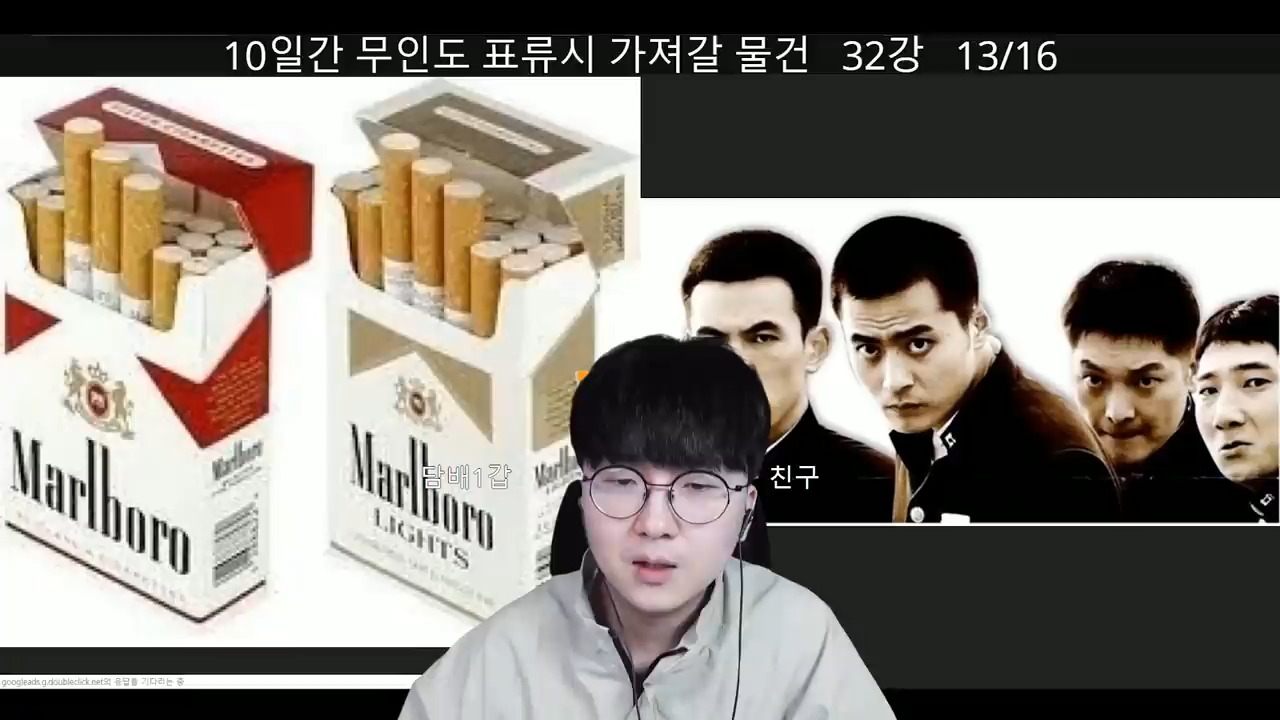 10일간 무인도 표류시 가져갈 물건 32강 13/16
Marlboro
Marlboro
Marlboro
LIGHTS
Marlboro
담배1갑
친구
googleads.g.doubleclick.net의 응답을 기다리는 중